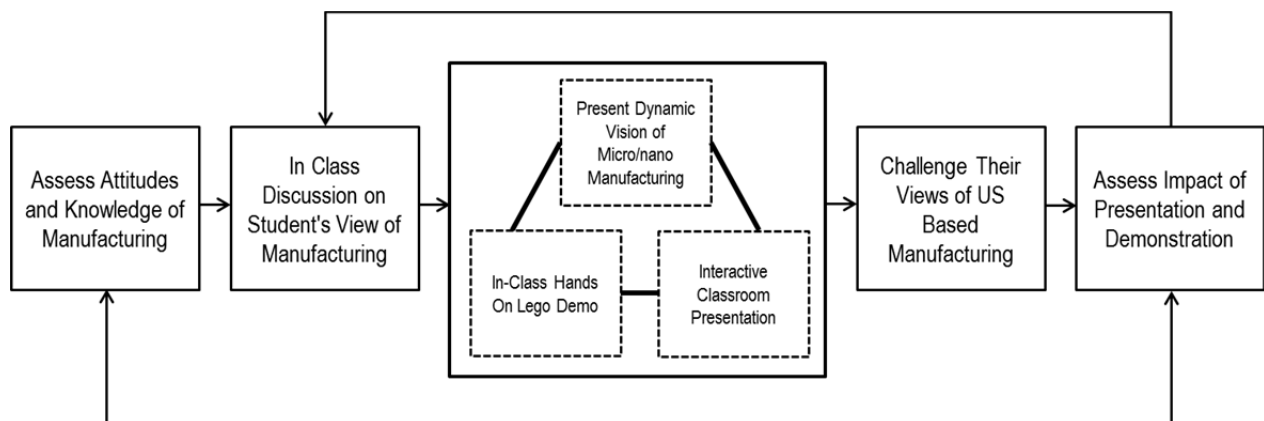 Assess Attitudes
and Knowledge of
Manufacturing
In Class
Discussion on
Student's View of
Manufacturing
Present Dynamic
Vision of
Micro/nano
Manufacturing
In-Class Hands
On Lego Demo
Interactive
Classroom
Presentation
Challenge Their
Views of US
Based
Manufacturing
Assess Impact of
Presentation and
Demonstration